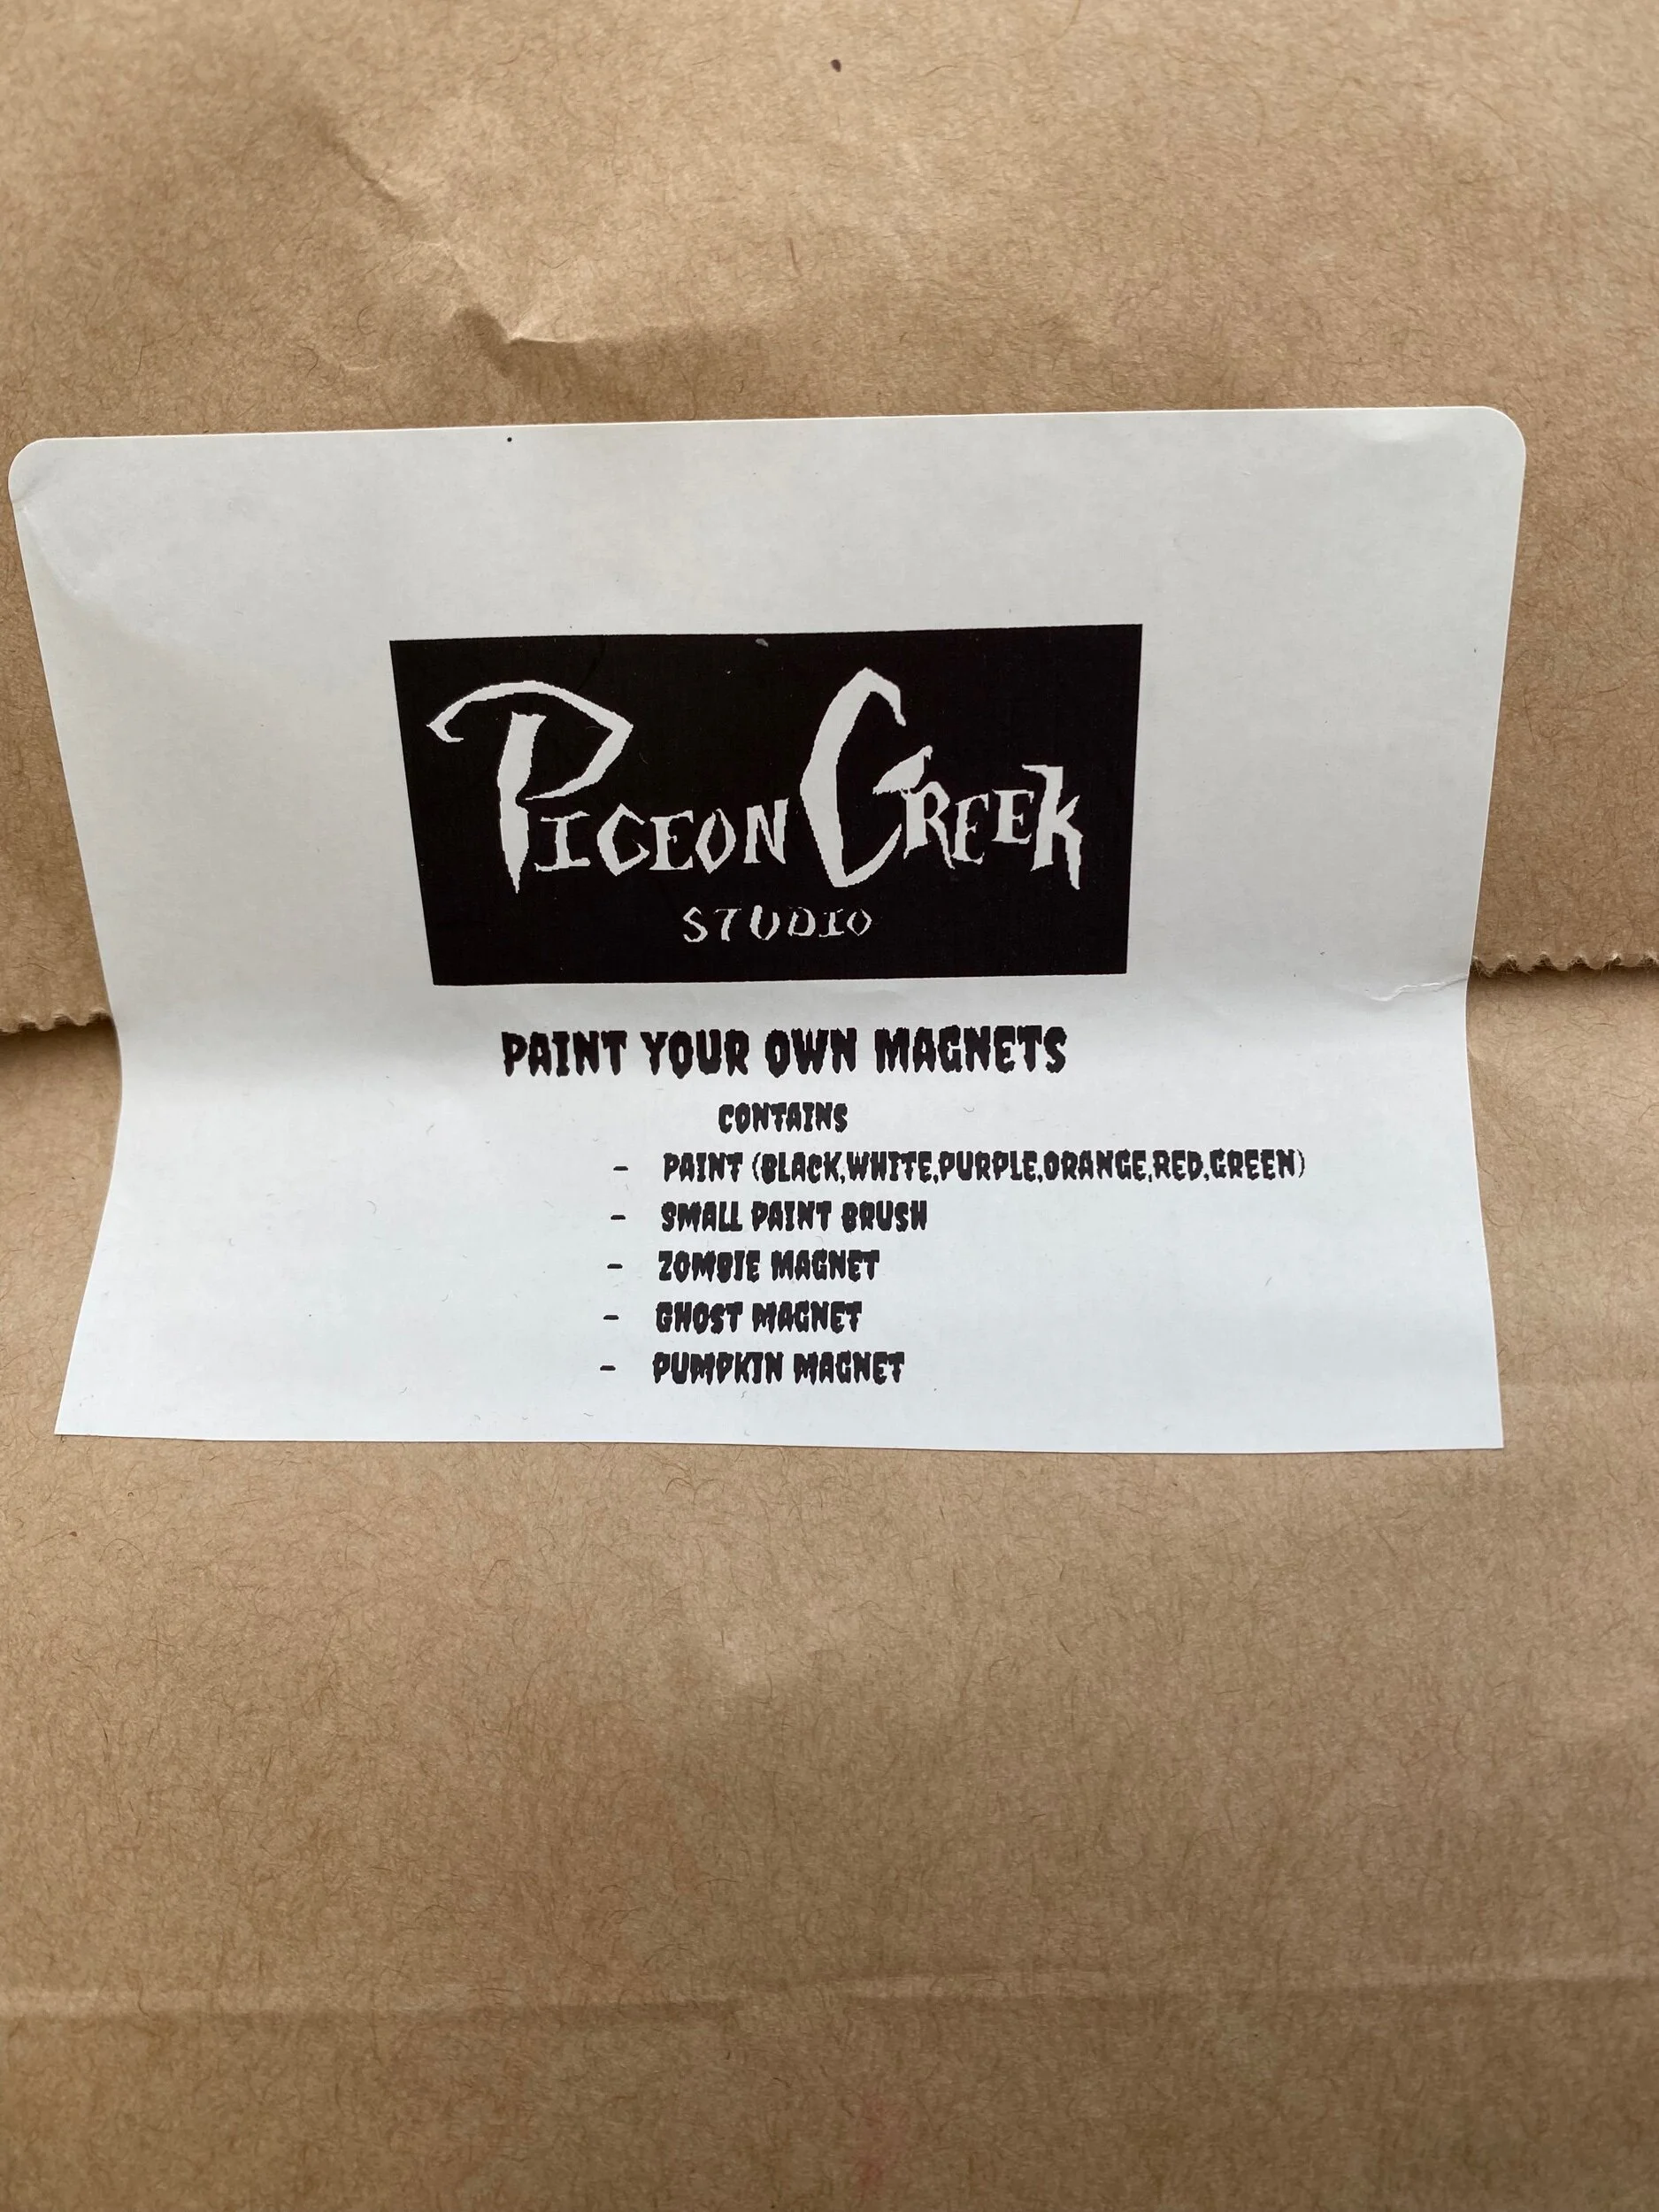 PIGEON CREEK
STUDIO
PAINT YOUR OWN MAGNETS
CONTAINS
- PAINT (BLACK,WHITE,PURPLE,ORANGE,RED,GREEN)
- SMALL PAINT BRUSH
- ZOMBIE MAGNET
- GHOST MAGNET
- PUMPKIN MAGNET